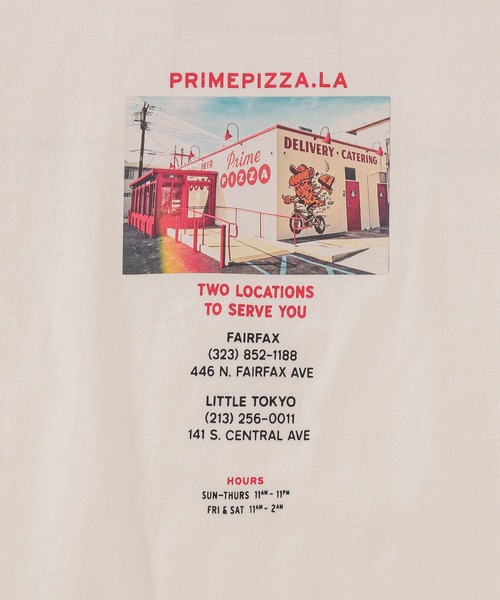 PRIMEPIZZA.LA
BEER
Prime
PIZZA
DELIVERY · CATERING
TWO LOCATIONS
TO SERVE YOU
FAIRFAX
(323) 852-1188
446 N. FAIRFAX AVE
LITTLE TOKYO
(213) 256-0011
141 S. CENTRAL AVE
HOURS
SUN-THURS 11AM - 11PM
FRI & SAT 11AM - 2AM